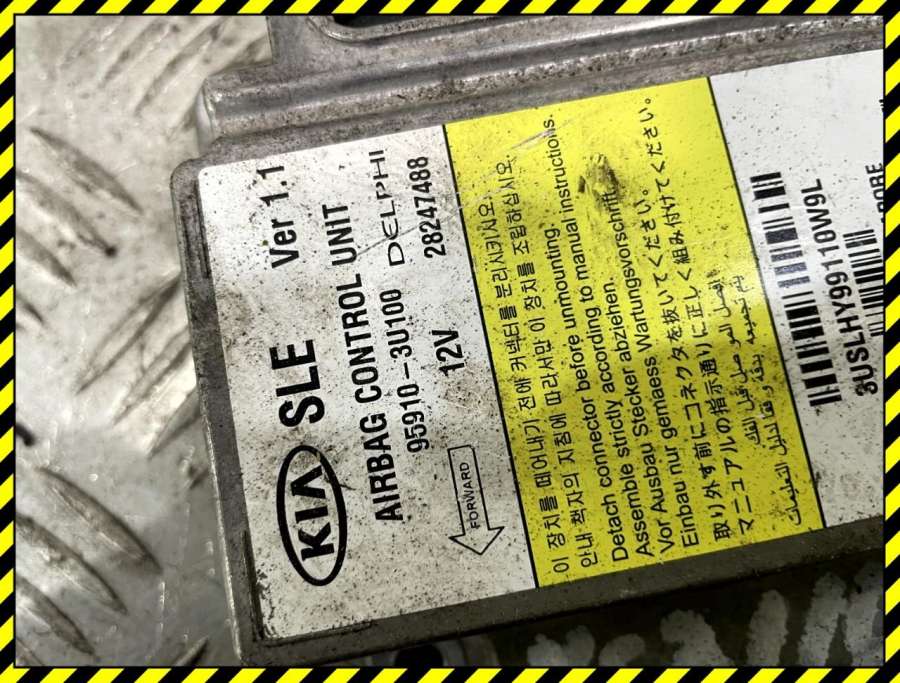 KIA SLE Ver 1.1
AIRBAG CONTROL UNIT
95910-3U100 DELPHI
12V 28247488
FORWARD
이 장치를 떼어내기 전에 커넥터를 분리시키시오.
안내 책자의 지침에 따라서만 이 장치를 조립하십시오.
Detach connector before unmounting.
Assemble strictly according to manual instructions.
Vor Ausbau Stecker abziehen.
Einbau nur gemaess Wartungsvorschrift.
取り外す前にコネクタを抜いてください。
マニュアルの指示通りに正しく組み付けてください。
3USLHY99110W9L